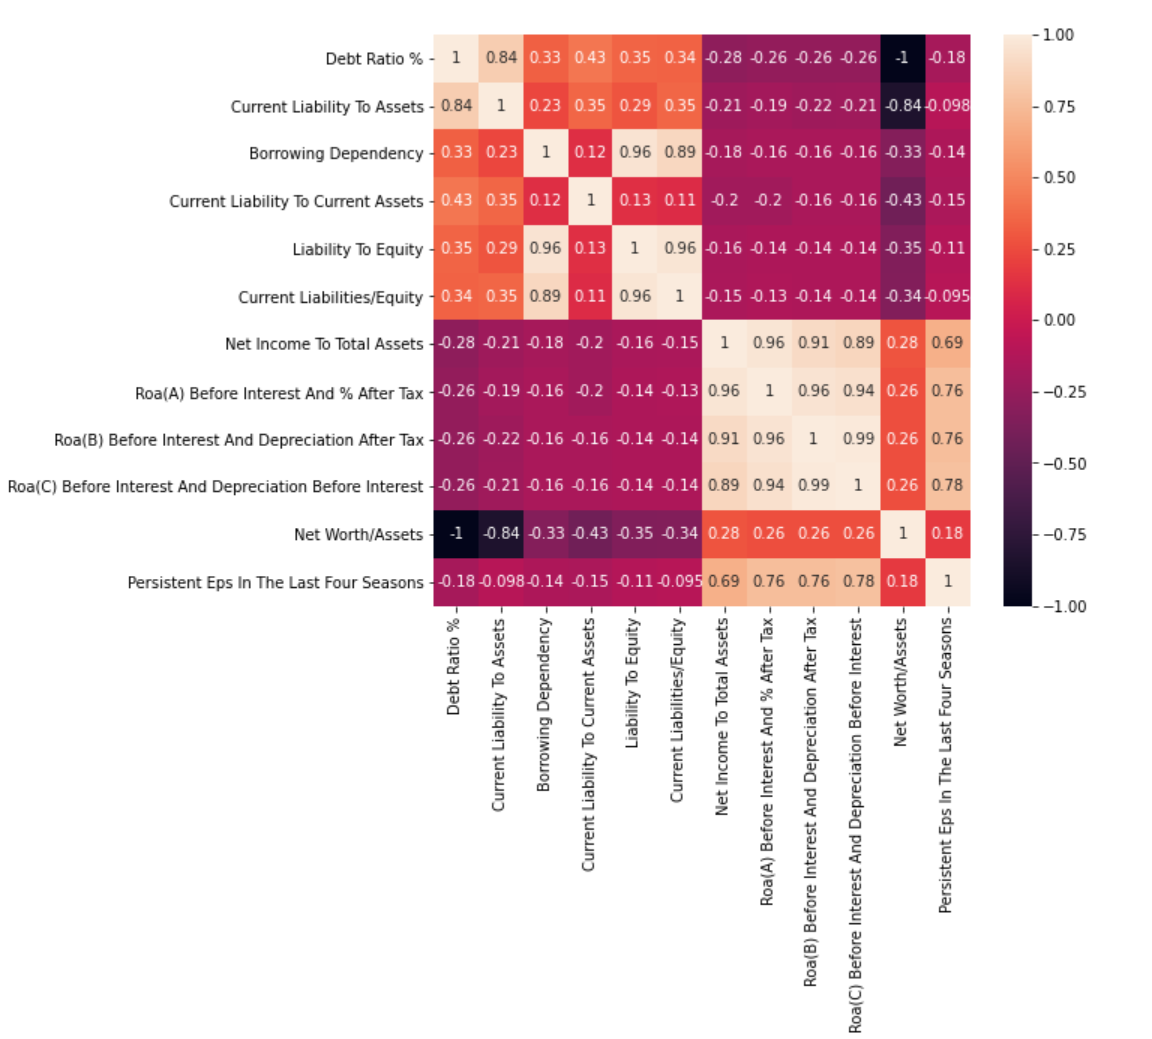 Debt Ratio % 1 0.84 0.33 0.43 0.35 0.34 -0.28 -0.26 -0.26 -0.26 -1 -0.18
Current Liability To Assets 0.84 1 0.23 0.35 0.29 0.35 -0.21 -0.19 -0.22 -0.21 -0.84 -0.098
Borrowing Dependency 0.33 0.23 1 0.12 0.96 0.89 -0.18 -0.16 -0.16 -0.16 -0.33 -0.14
Current Liability To Current Assets 0.43 0.35 0.12 1 0.13 0.11 -0.2 -0.2 -0.16 -0.16 -0.43 -0.15
Liability To Equity 0.35 0.29 0.96 0.13 1 0.96 -0.16 -0.14 -0.14 -0.14 -0.35 -0.11
Current Liabilities/Equity 0.34 0.35 0.89 0.11 0.96 1 -0.15 -0.13 -0.14 -0.14 -0.34 -0.095
Net Income To Total Assets -0.28 -0.21 -0.18 -0.2 -0.16 -0.15 1 0.96 0.91 0.89 0.28 0.69
Roa(A) Before Interest And % After Tax -0.26 -0.19 -0.16 -0.2 -0.14 -0.13 0.96 1 0.96 0.94 0.26 0.76
Roa(B) Before Interest And Depreciation After Tax -0.26 -0.22 -0.16 -0.16 -0.14 -0.14 0.91 0.96 1 0.99 0.26 0.76
Roa(C) Before Interest And Depreciation Before Interest -0.26 -0.21 -0.16 -0.16 -0.14 -0.14 0.89 0.94 0.99 1 0.26 0.78
Net Worth/Assets -1 -0.84 -0.33 -0.43 -0.35 -0.34 0.28 0.26 0.26 0.26 1 0.18
Persistent Eps In The Last Four Seasons -0.18 -0.098 -0.14 -0.15 -0.11 -0.095 0.69 0.76 0.76 0.78 0.18 1
Debt Ratio %
Current Liability To Assets
Borrowing Dependency
Current Liability To Current Assets
Liability To Equity
Current Liabilities/Equity
Net Income To Total Assets
Roa(A) Before Interest And % After Tax
Roa(B) Before Interest And Depreciation After Tax
Roa(C) Before Interest And Depreciation Before Interest
Net Worth/Assets
Persistent Eps In The Last Four Seasons
1.00
0.75
0.50
0.25
0.00
−0.25
−0.50
−0.75
−1.00